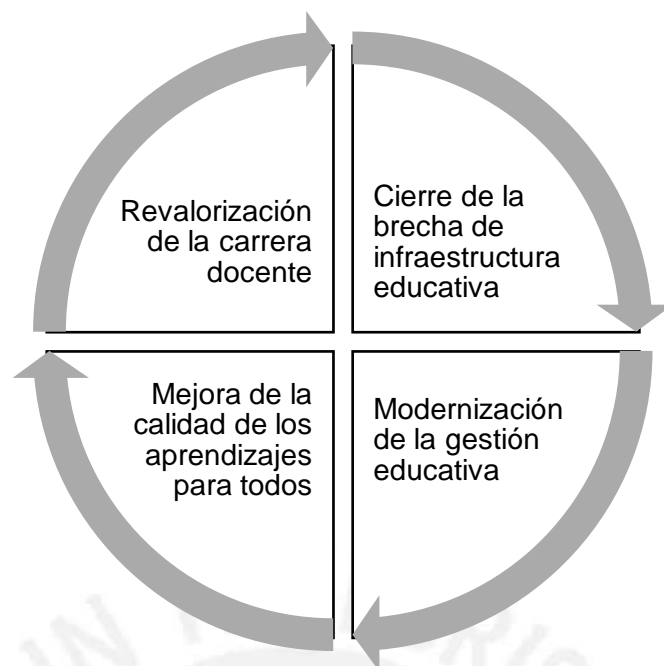 Revalorización
de la carrera
docente
Cierre de la
brecha de
infraestructura
educativa
Mejora de la
calidad de los
aprendizajes
para todos
Modernización
de la gestión
educativa